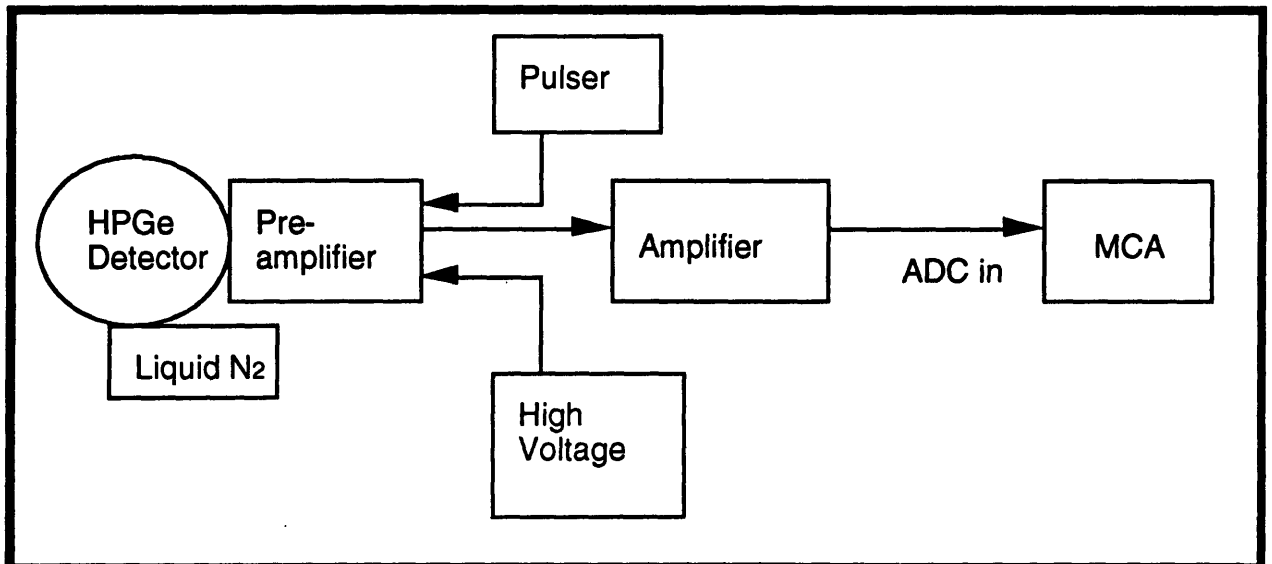 Pulser
HPGe
Detector
Pre-
amplifier
Amplifier
ADC in
MCA
Liquid N2
High
Voltage